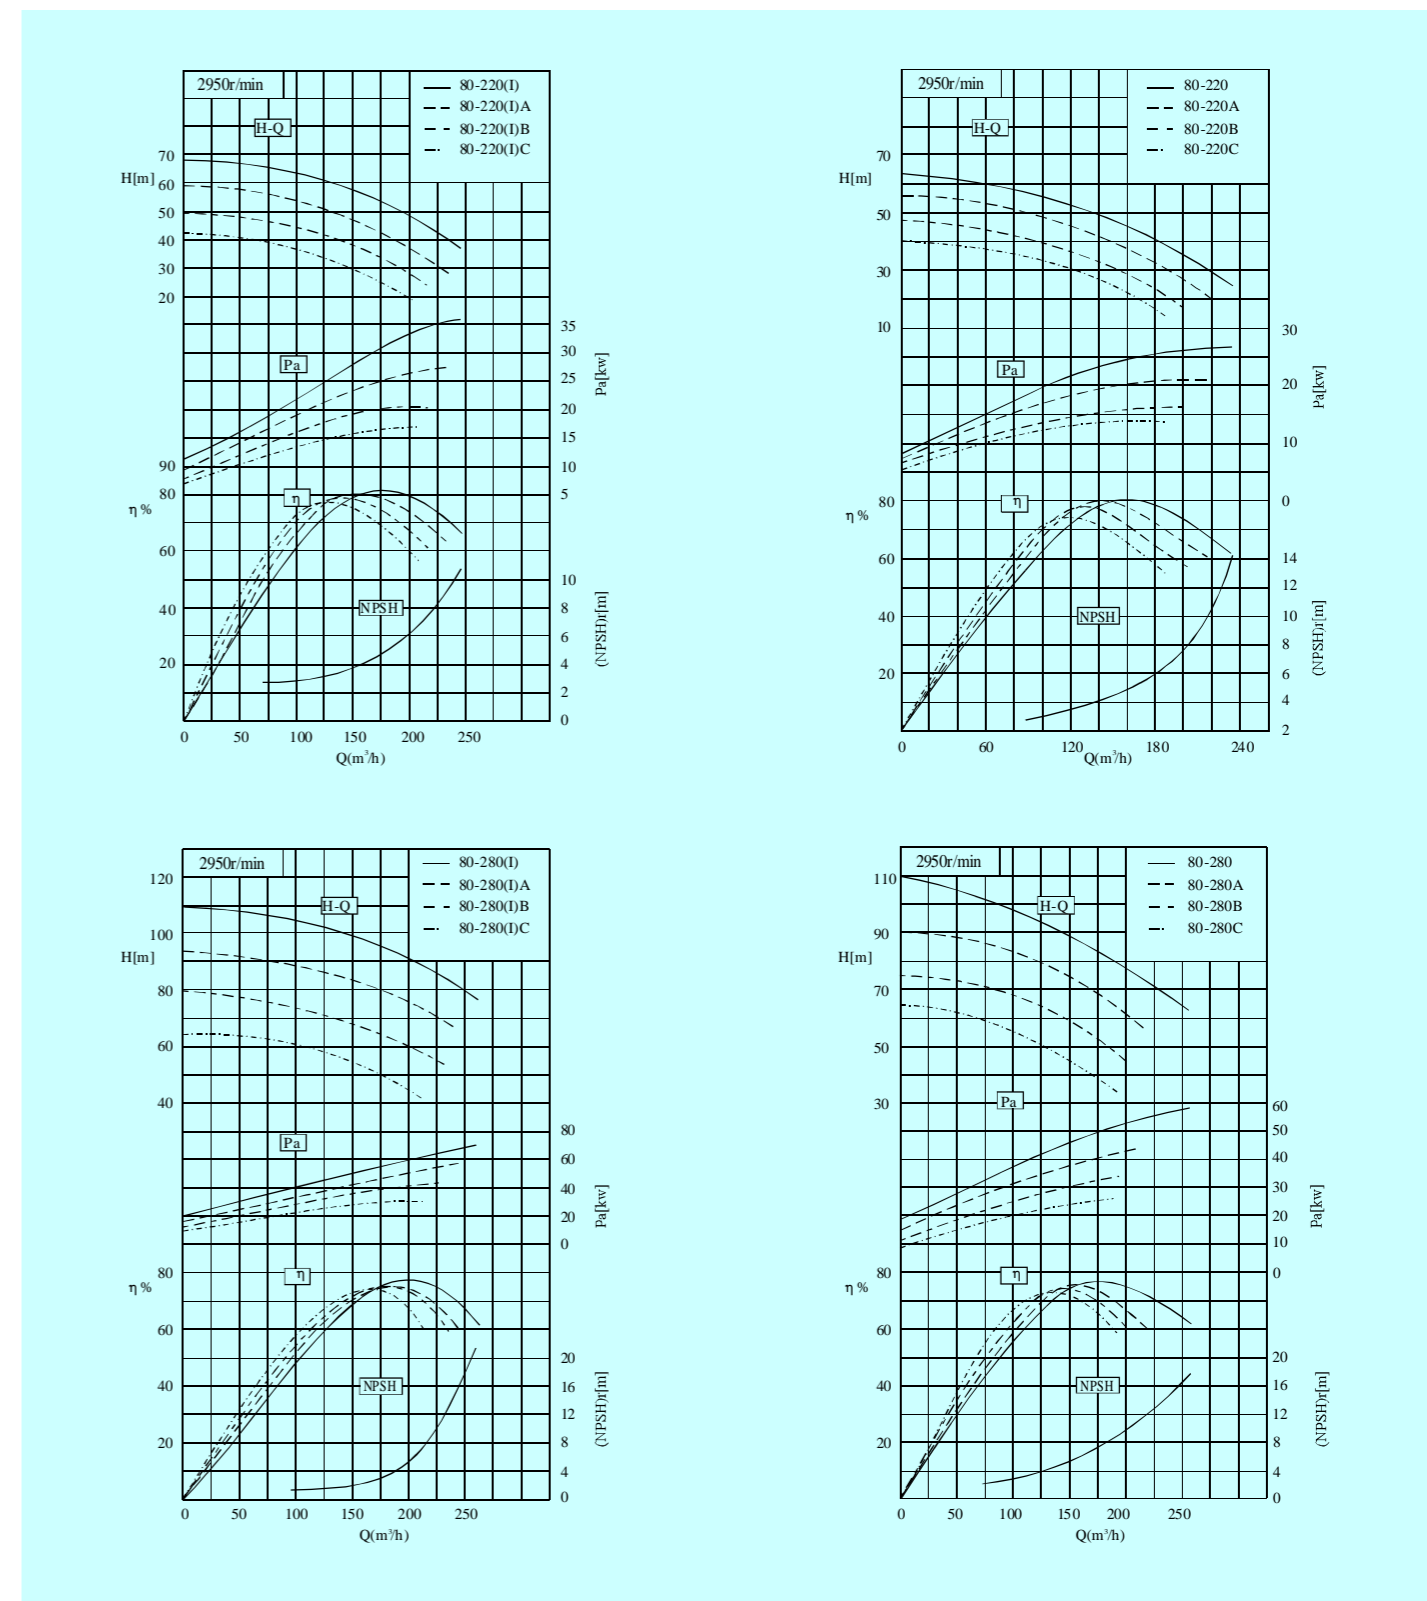 2950r/min
80-220(I)
80-220(I)A
80-220(I)B
80-220(I)C
H-Q
70
H[m]
60
50
40
30
20
35
30
25
20
15
10
5
Pa[kw]
Pa
90
80
η%
60
40
20
η
NPSH
10
8
6
4
2
0
(NPSH)r[m]
0 50 100 150 200 250
Q(m³/h)
2950r/min
80-220
80-220A
80-220B
80-220C
H-Q
70
H[m]
50
30
10
30
20
10
0
Pa[kw]
Pa
80
η%
60
40
20
η
NPSH
14
12
10
8
6
4
2
(NPSH)r[m]
0 60 120 180 240
Q(m³/h)
2950r/min
80-280(I)
80-280(I)A
80-280(I)B
80-280(I)C
120
H-Q
100
H[m]
80
60
40
80
60
40
20
0
Pa[kw]
Pa
80
η%
60
40
20
η
NPSH
20
16
12
8
4
0
(NPSH)r[m]
0 50 100 150 200 250
Q(m³/h)
2950r/min
80-280
80-280A
80-280B
80-280C
110
H-Q
90
H[m]
70
50
30
60
50
40
30
20
10
0
Pa[kw]
Pa
80
η%
60
40
20
η
NPSH
20
16
12
8
4
0
(NPSH)r[m]
0 50 100 150 200 250
Q(m³/h)